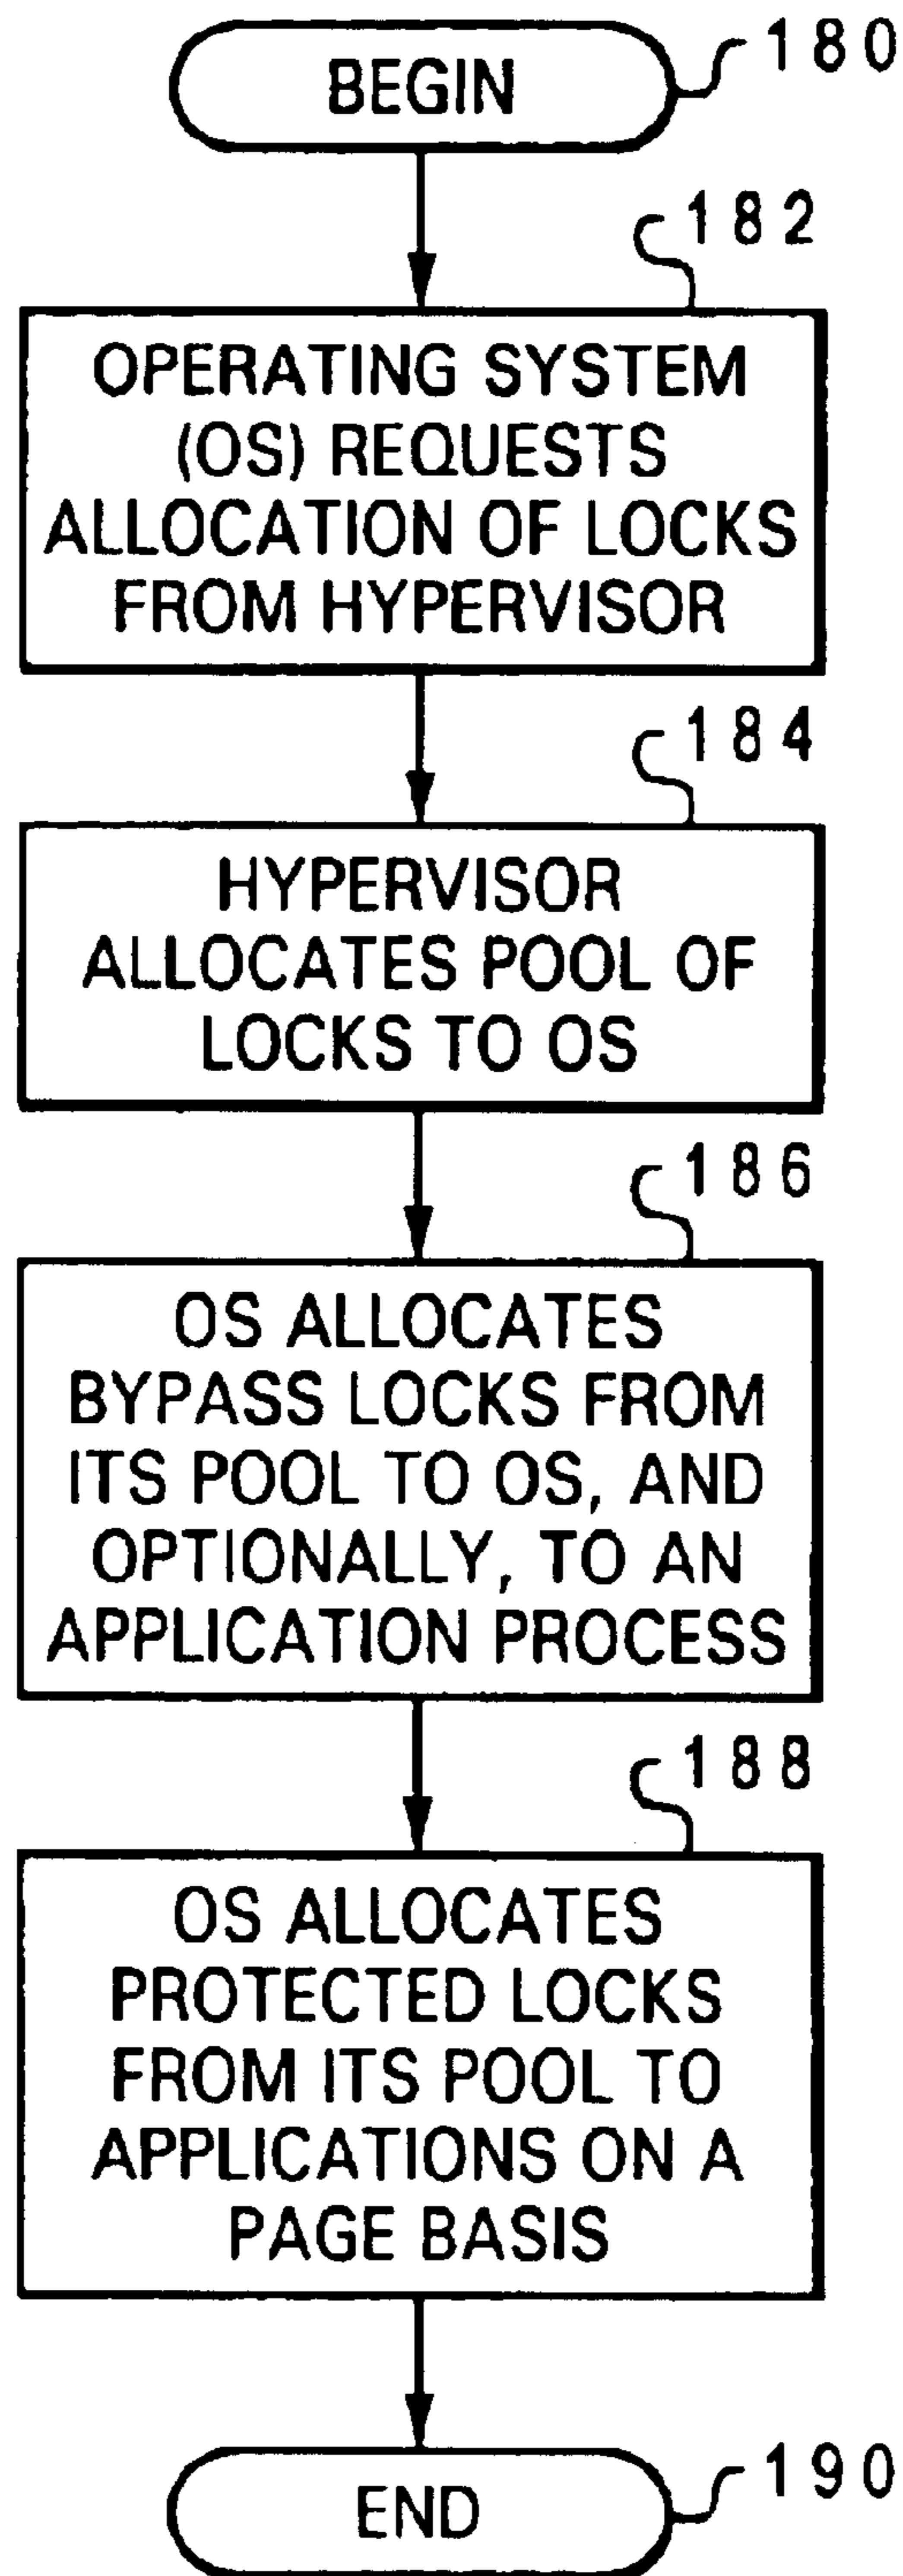 BEGIN
180
182
OPERATING SYSTEM
(OS) REQUESTS
ALLOCATION OF LOCKS
FROM HYPERVISOR
184
HYPERVISOR
ALLOCATES POOL OF
LOCKS TO OS
186
OS ALLOCATES
BYPASS LOCKS FROM
ITS POOL TO OS, AND
OPTIONALLY, TO AN
APPLICATION PROCESS
188
OS ALLOCATES
PROTECTED LOCKS
FROM ITS POOL TO
APPLICATIONS ON A
PAGE BASIS
END
190